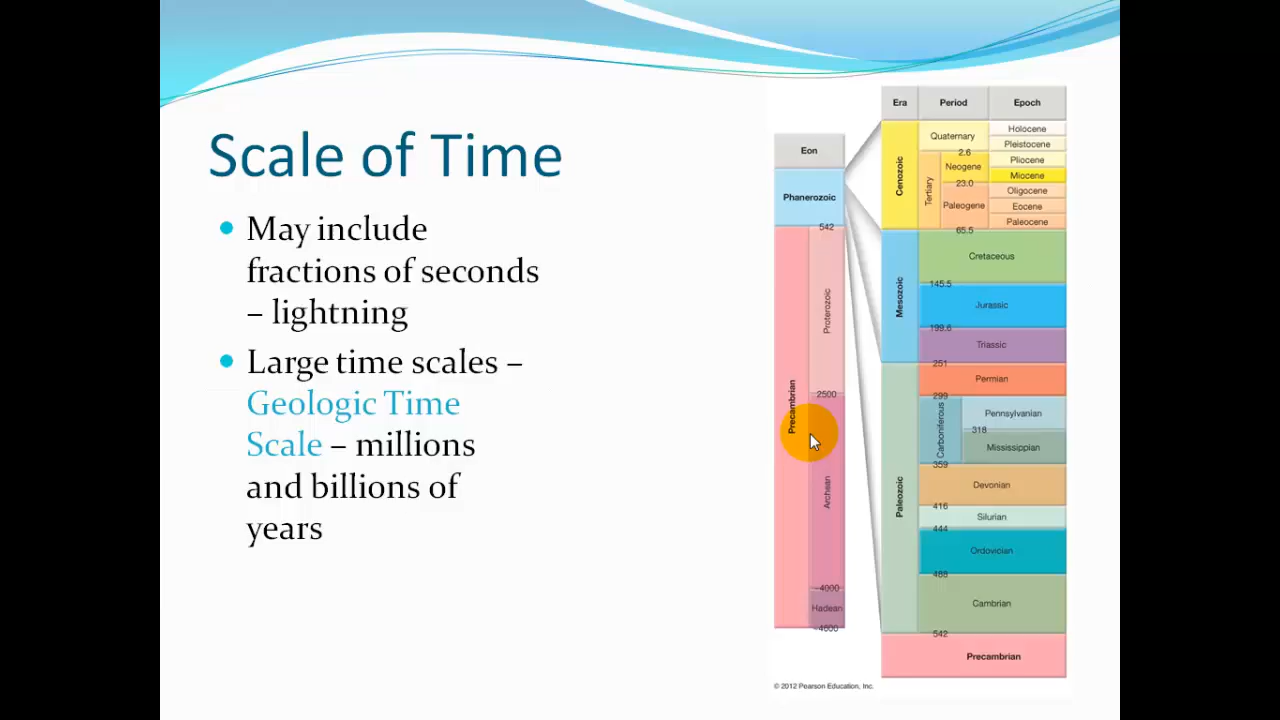 Scale of Time
May include
fractions of seconds
– lightning
Large time scales –
Geologic Time
Scale – millions
and billions of
years
Eon
Phanerozoic
542
Precambrian
Proterozoic
2500
Archean
~4000
Hadean
~4600
Era
Period
Epoch
Cenozoic
Quaternary
2.6
Tertiary
Neogene
23.0
Paleogene
65.5
Holocene
Pleistocene
Pliocene
Miocene
Oligocene
Eocene
Paleocene
Mesozoic
Cretaceous
145.5
Jurassic
199.6
Triassic
251
Paleozoic
Permian
299
Carboniferous
Pennsylvanian
318
Mississippian
359
Devonian
416
Silurian
444
Ordovician
488
Cambrian
542
Precambrian
© 2012 Pearson Education, Inc.